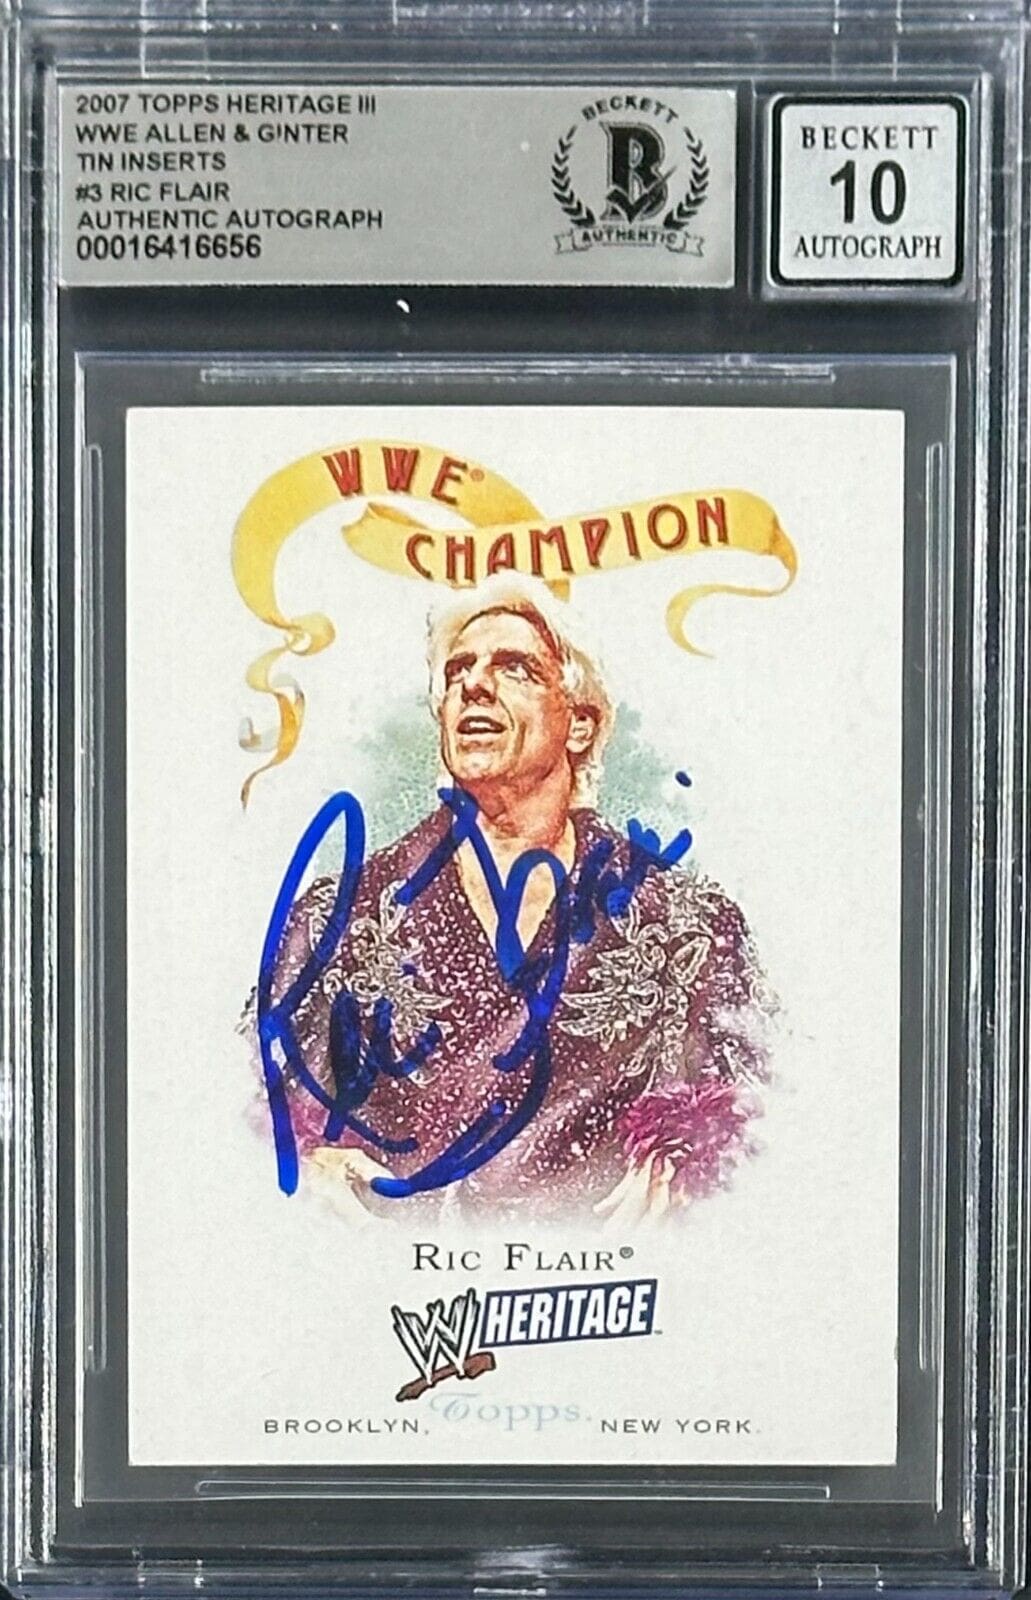 2007 TOPPS HERITAGE III
WWE ALLEN & GINTER
TIN INSERTS
#3 RIC FLAIR
AUTHENTIC AUTOGRAPH
00016416656
BECKETT
B
AUTHENTIC
BECKETT
10
AUTOGRAPH
WWE®
CHAMPION
Ric Flair
RIC FLAIR®
W HERITAGE™
Topps.
BROOKLYN, NEW YORK.